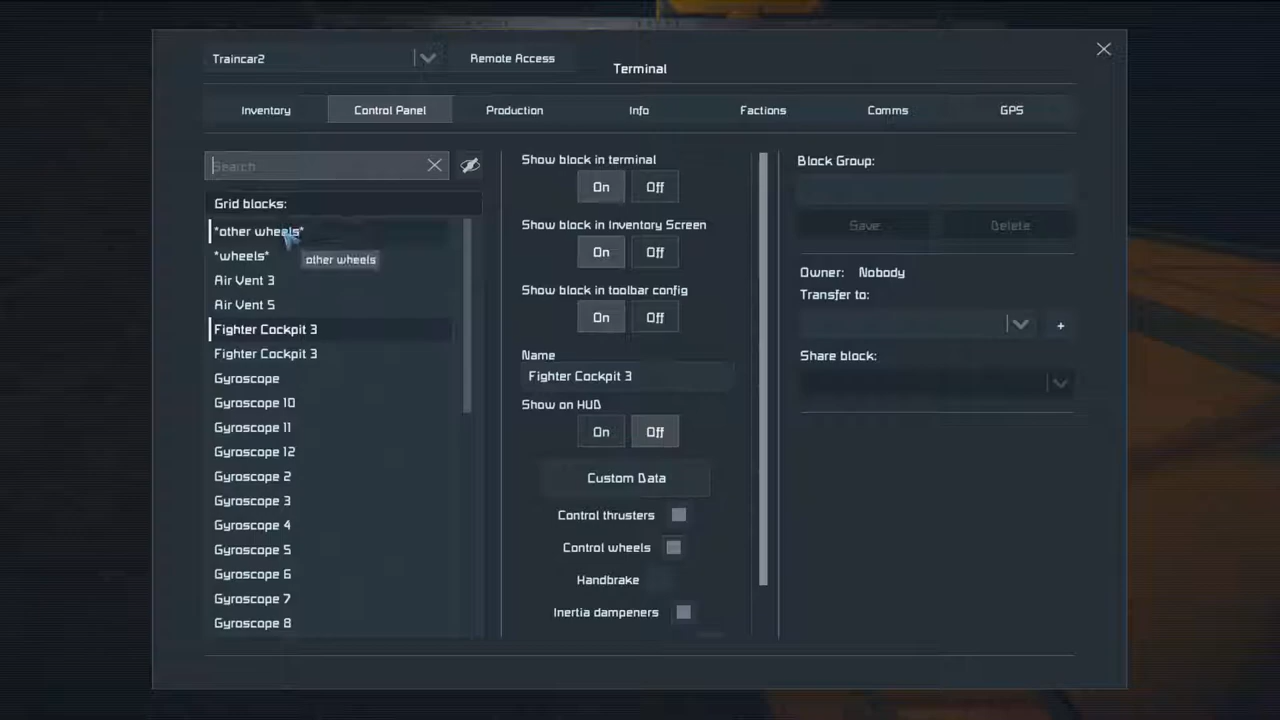 Traincar2
Remote Access
Terminal
Inventory
Control Panel
Production
Info
Factions
Comms
GPS
Search
Grid blocks:
*other wheels*
other wheels
*wheels*
Air Vent 3
Air Vent 5
Fighter Cockpit 3
Fighter Cockpit 3
Gyroscope
Gyroscope 10
Gyroscope 11
Gyroscope 12
Gyroscope 2
Gyroscope 3
Gyroscope 4
Gyroscope 5
Gyroscope 6
Gyroscope 7
Gyroscope 8
Show block in terminal
On Off
Show block in Inventory Screen
On Off
Show block in toolbar config
On Off
Name
Fighter Cockpit 3
Show on HUD
On Off
Custom Data
Control thrusters
Control wheels
Handbrake
Inertia dampeners
Block Group:
Save Delete
Owner: Nobody
Transfer to:
+
Share block: